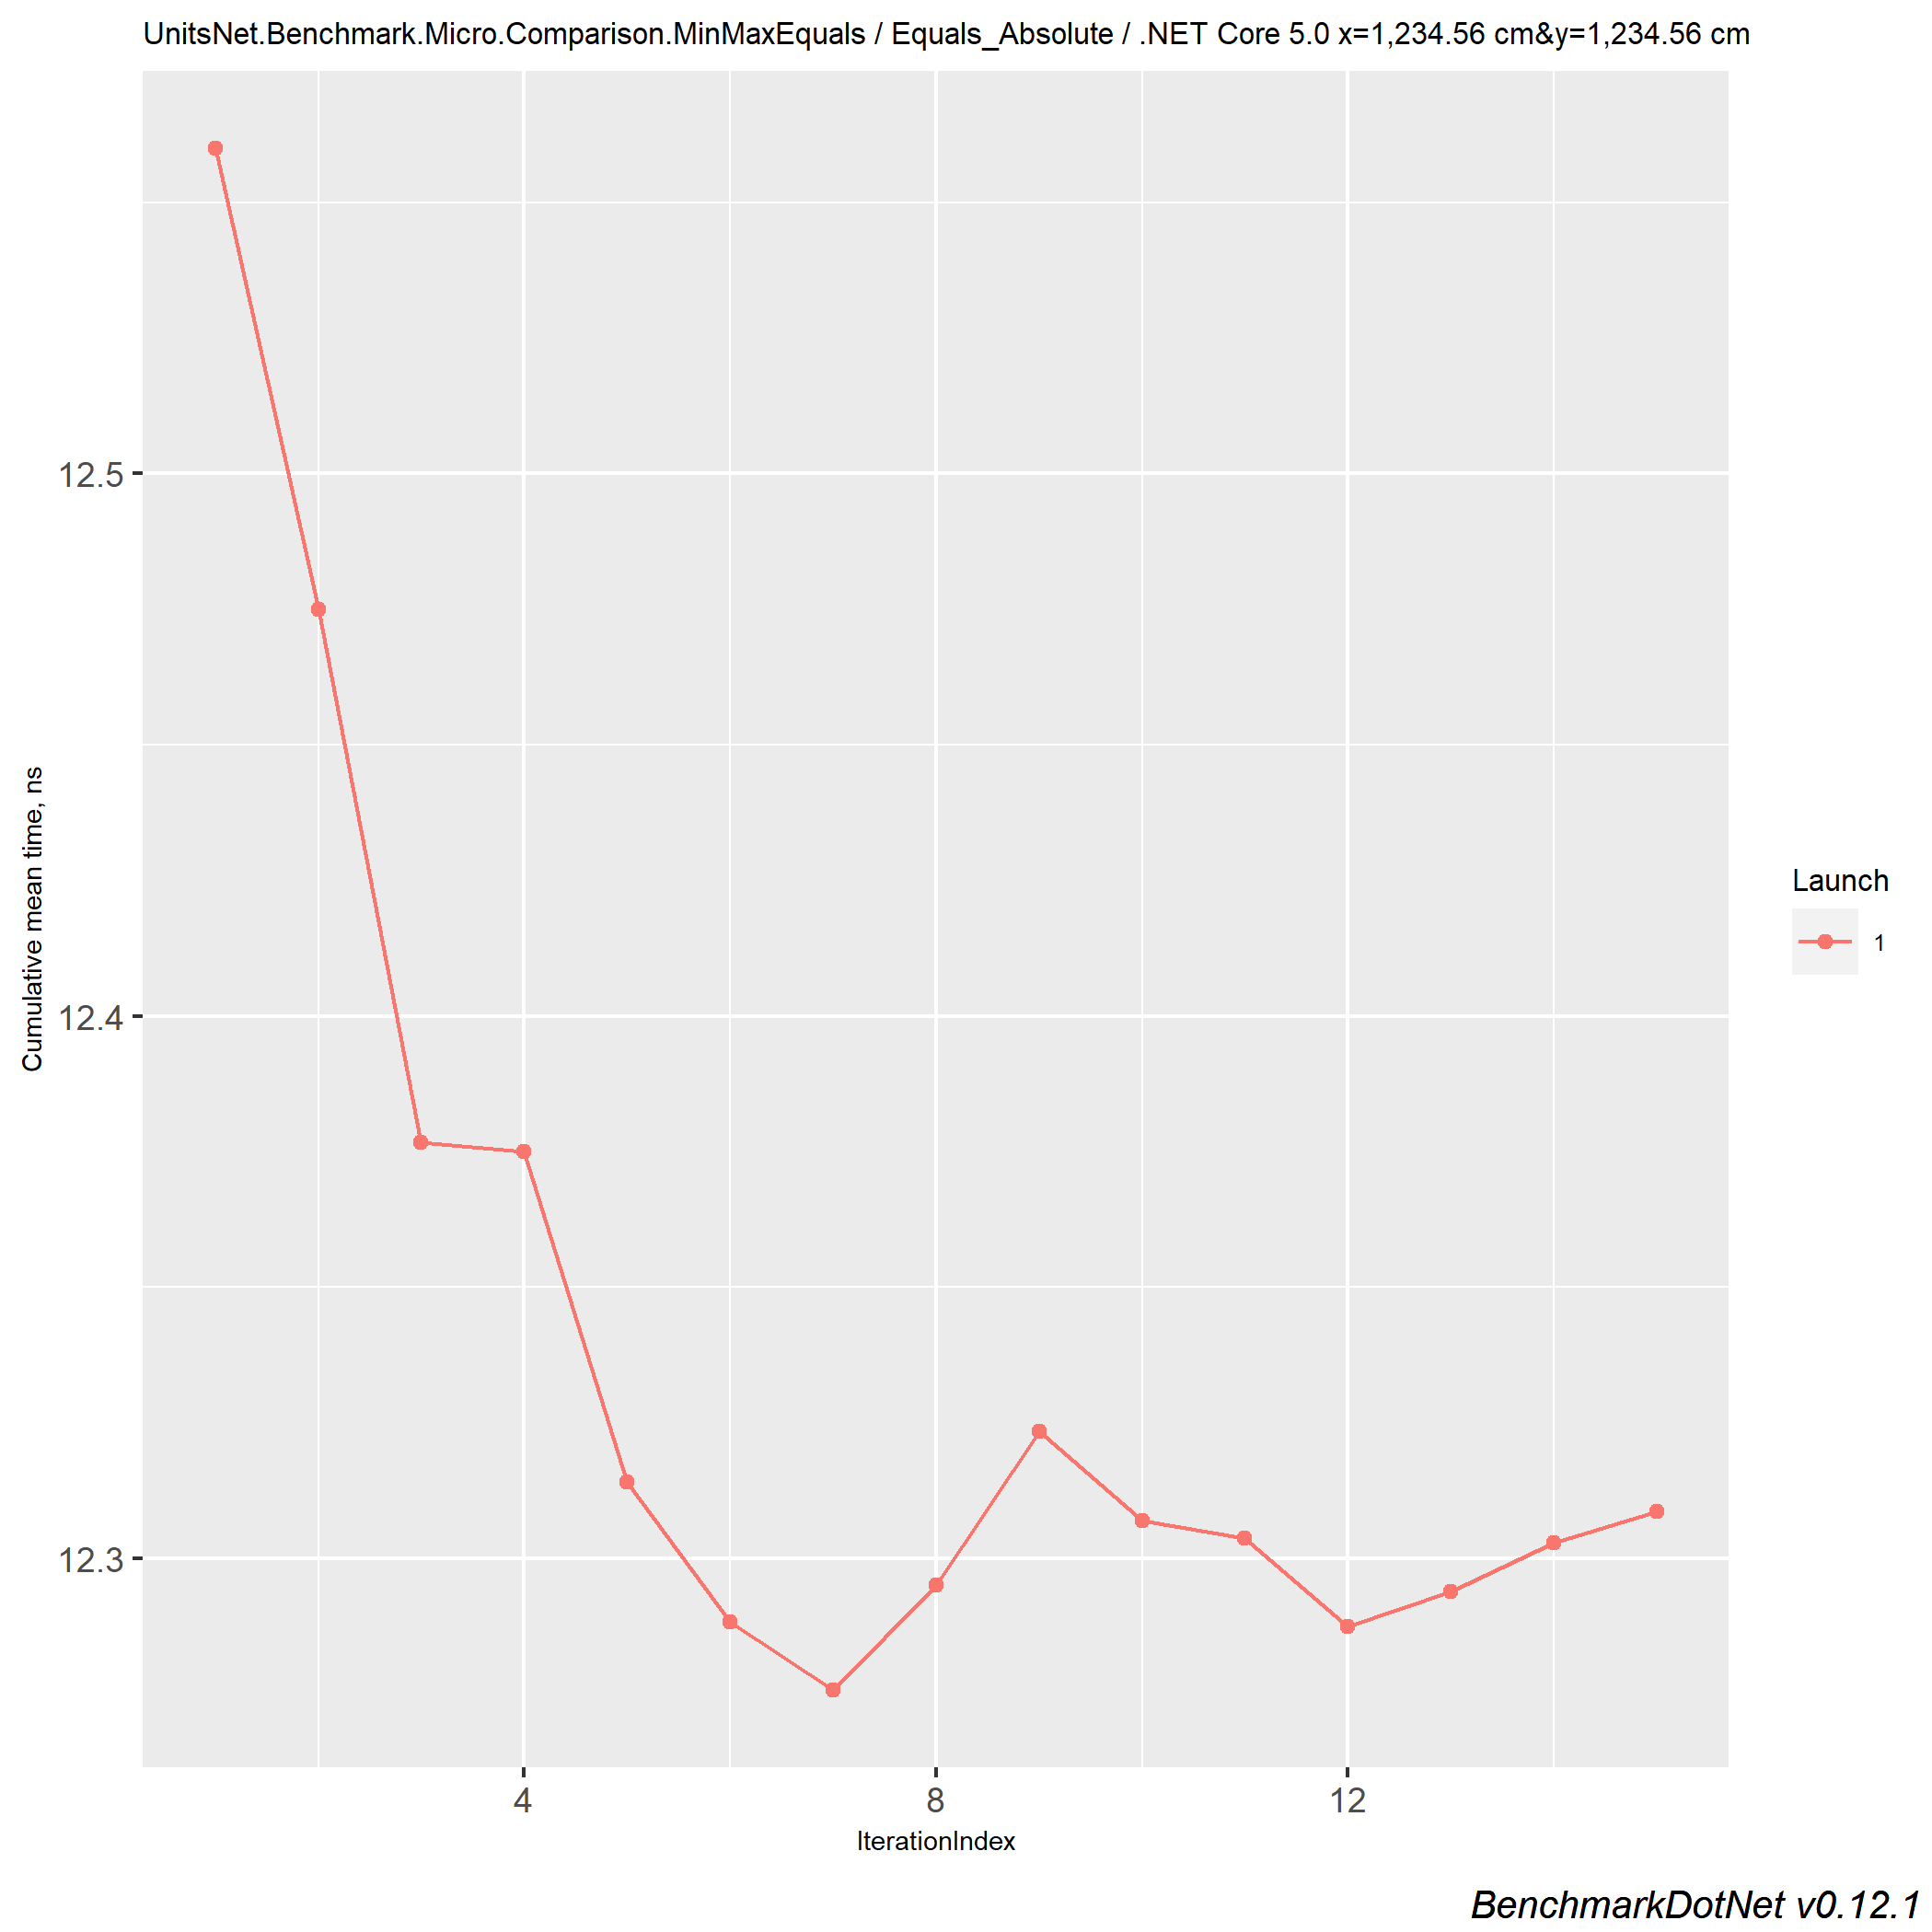 UnitsNet.Benchmark.Micro.Comparison.MinMaxEquals / Equals_Absolute / .NET Core 5.0 x=1,234.56 cm&y=1,234.56 cm
12.5
12.4
12.3
Cumulative mean time, ns
4 8 12
IterationIndex
Launch
1
BenchmarkDotNet v0.12.1